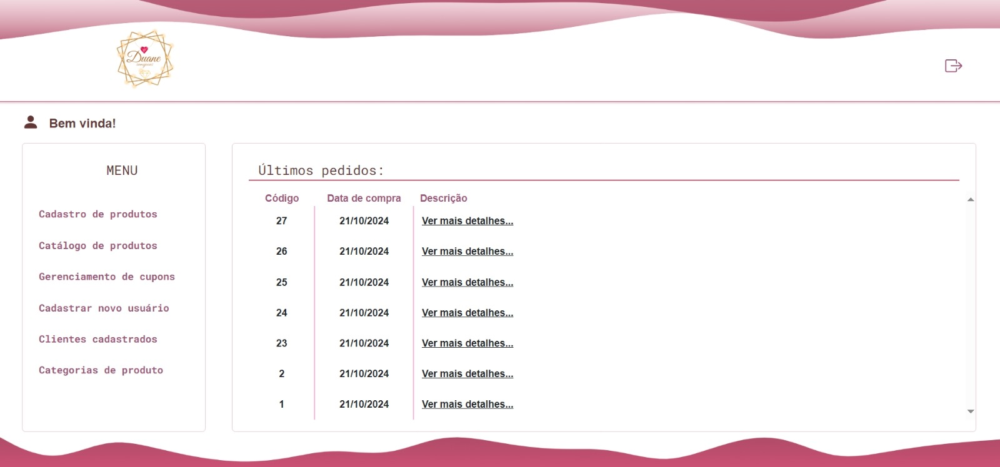 Duane
Bem vinda!
MENU
Cadastro de produtos
Catálogo de produtos
Gerenciamento de cupons
Cadastrar novo usuário
Clientes cadastrados
Categorias de produto
Últimos pedidos:
Código Data de compra Descrição
27 21/10/2024 Ver mais detalhes...
26 21/10/2024 Ver mais detalhes...
25 21/10/2024 Ver mais detalhes...
24 21/10/2024 Ver mais detalhes...
23 21/10/2024 Ver mais detalhes...
2 21/10/2024 Ver mais detalhes...
1 21/10/2024 Ver mais detalhes...